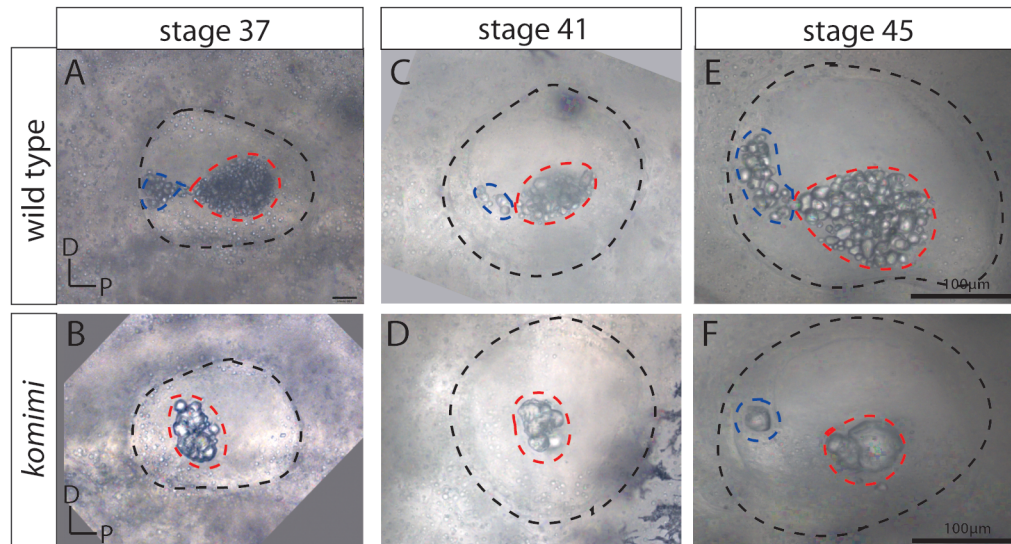 stage 37
stage 41
stage 45
wild type
A
C
E
D
P
100μm
komimi
B
D
F
D
P
100μm